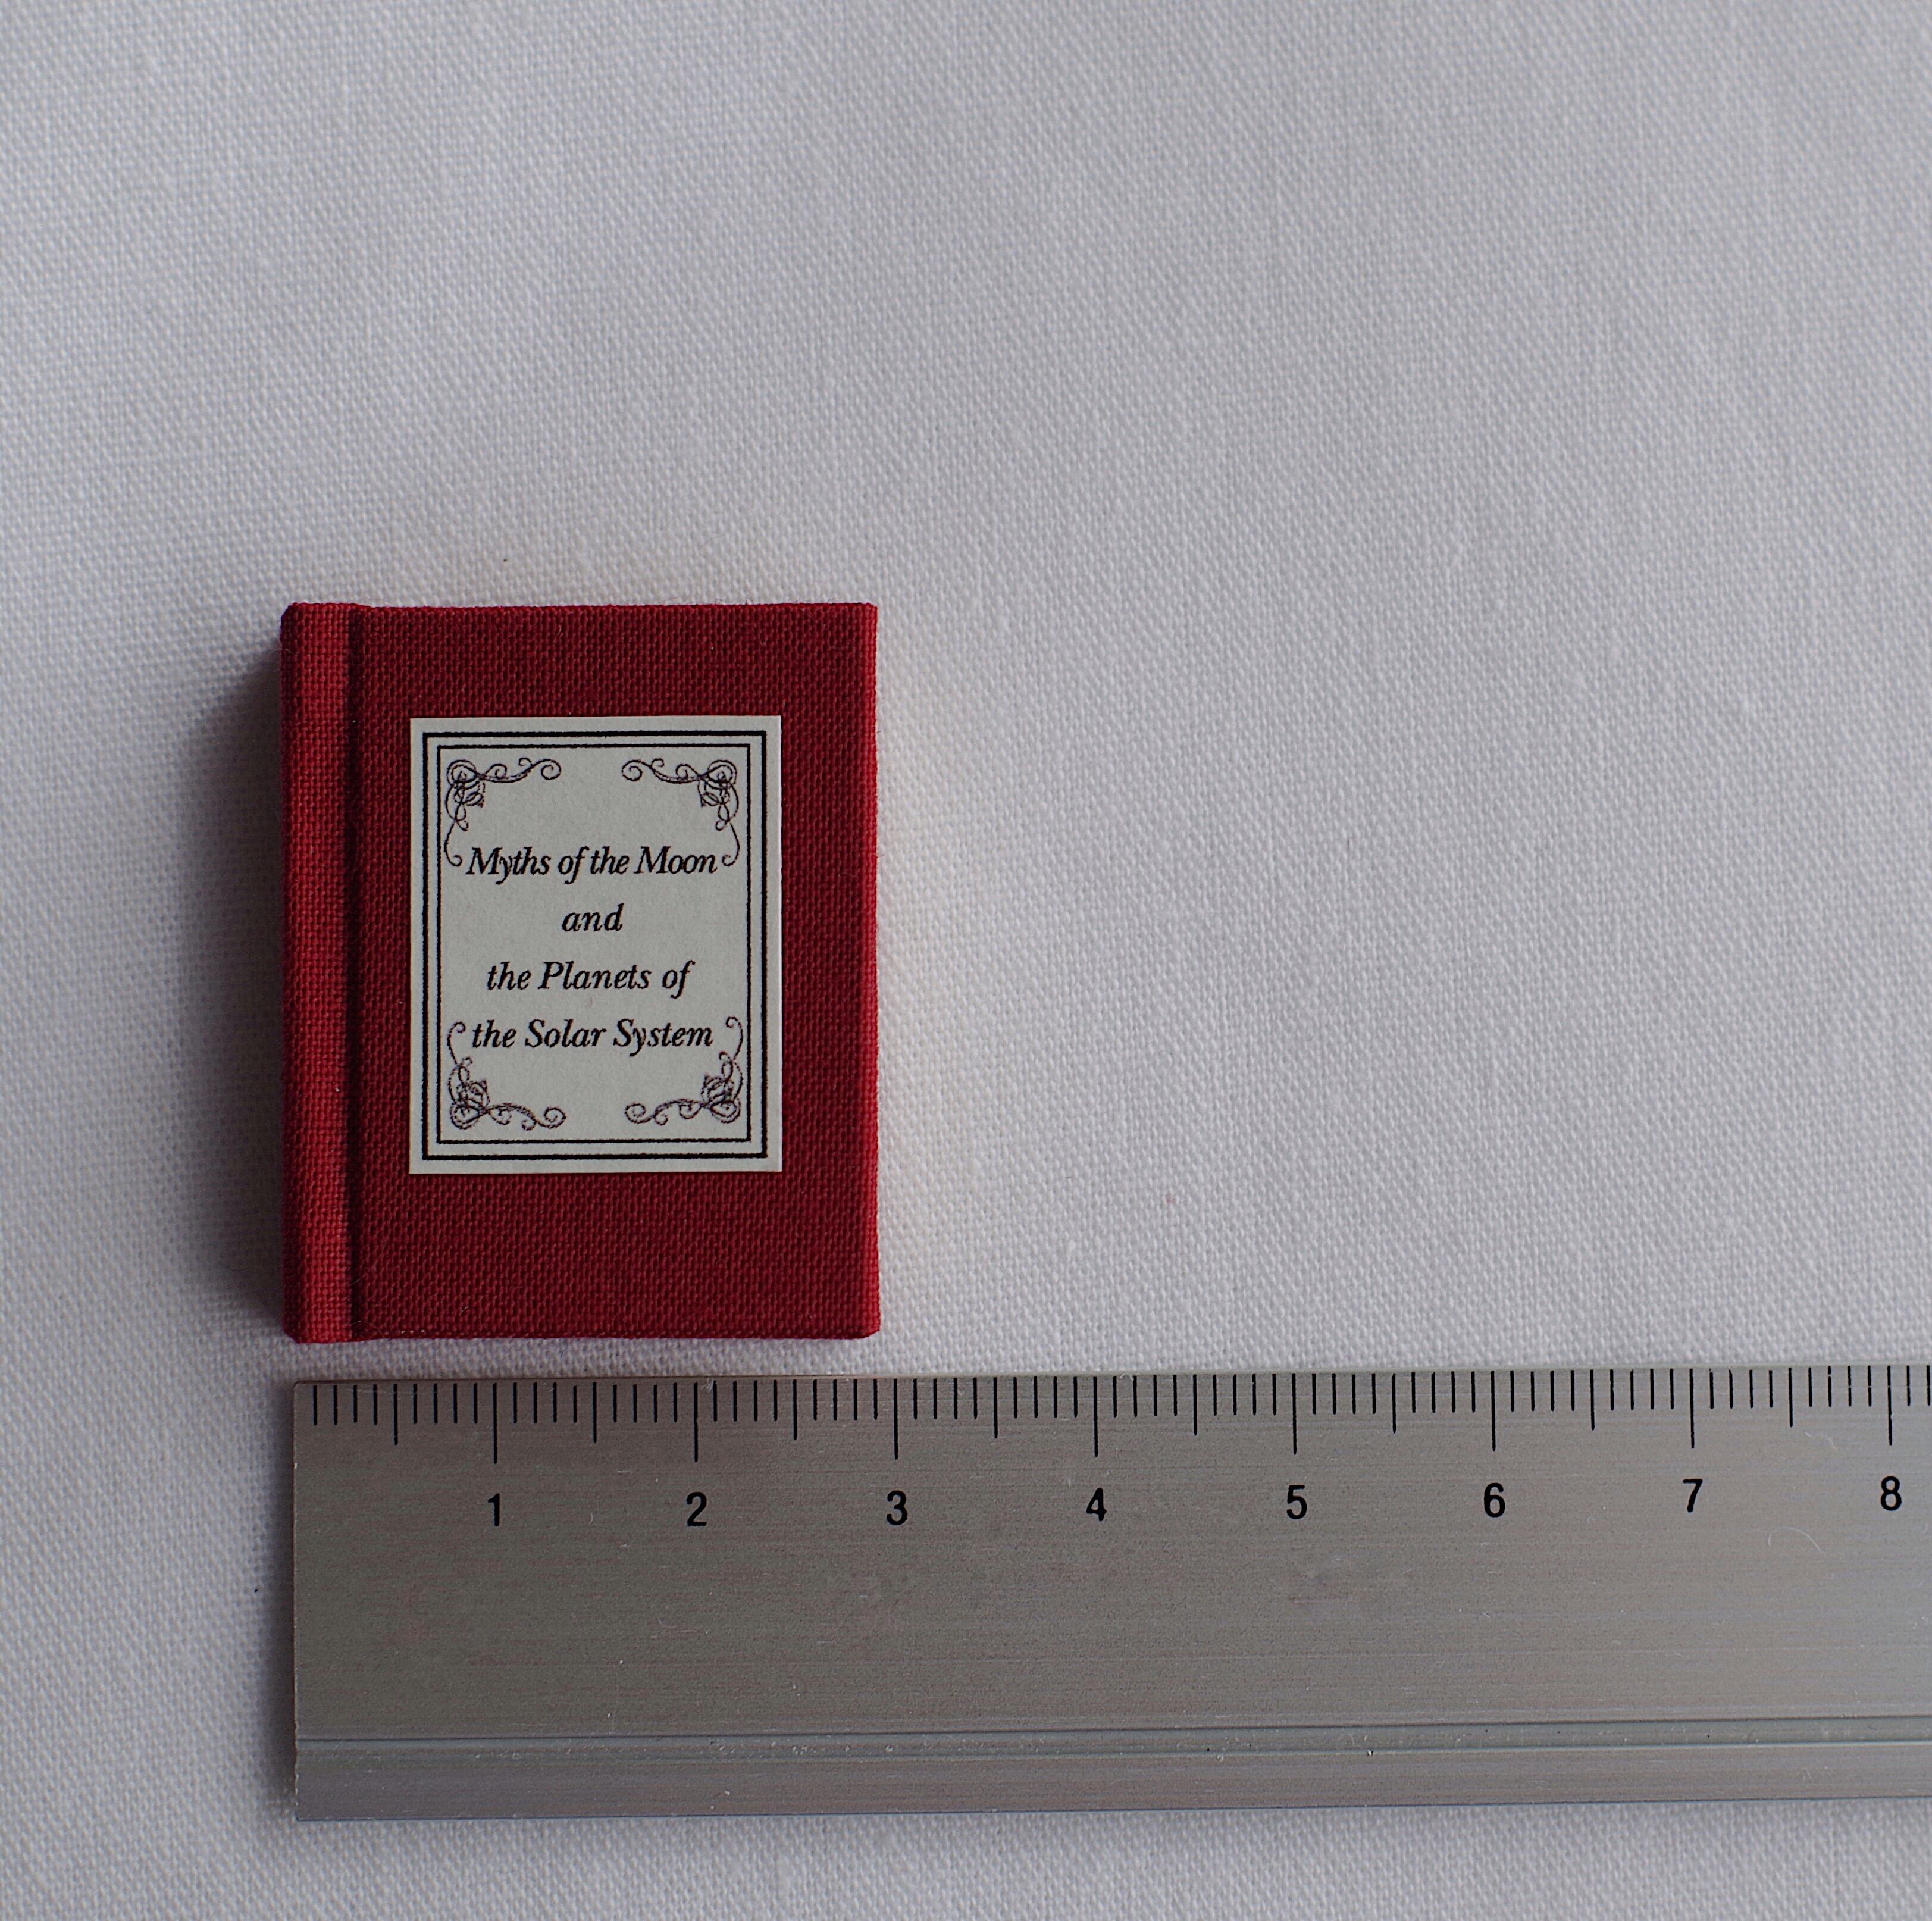 Myths of the Moon
and
the Planets of
the Solar System
1 2 3 4 5 6 7 8